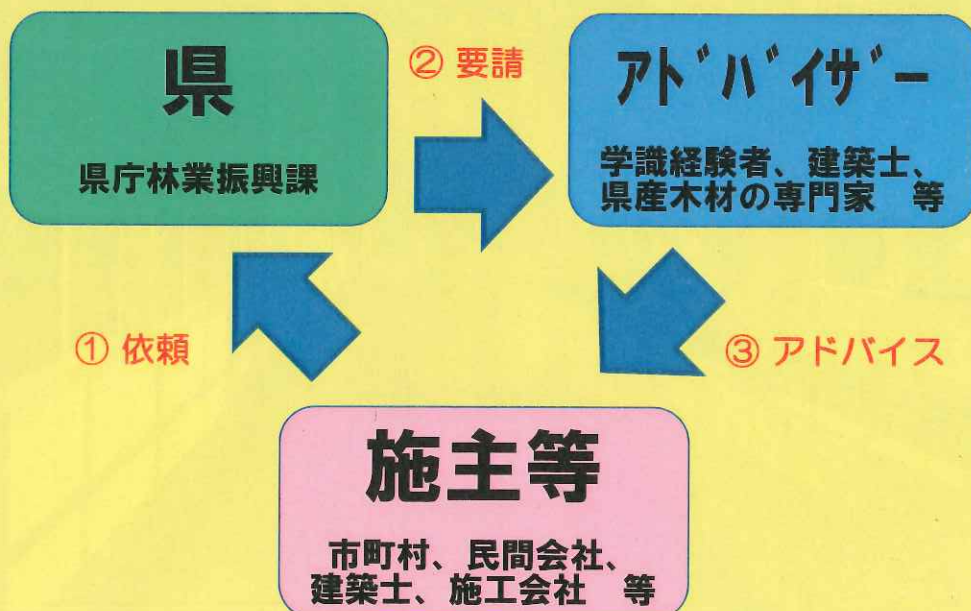 県
県庁林業振興課
② 要請
アト゛ハ゛イサ゛ー
学識経験者、建築士、
県産木材の専門家　等
① 依頼
③ アドバイス
施主等
市町村、民間会社、
建築士、施工会社　等